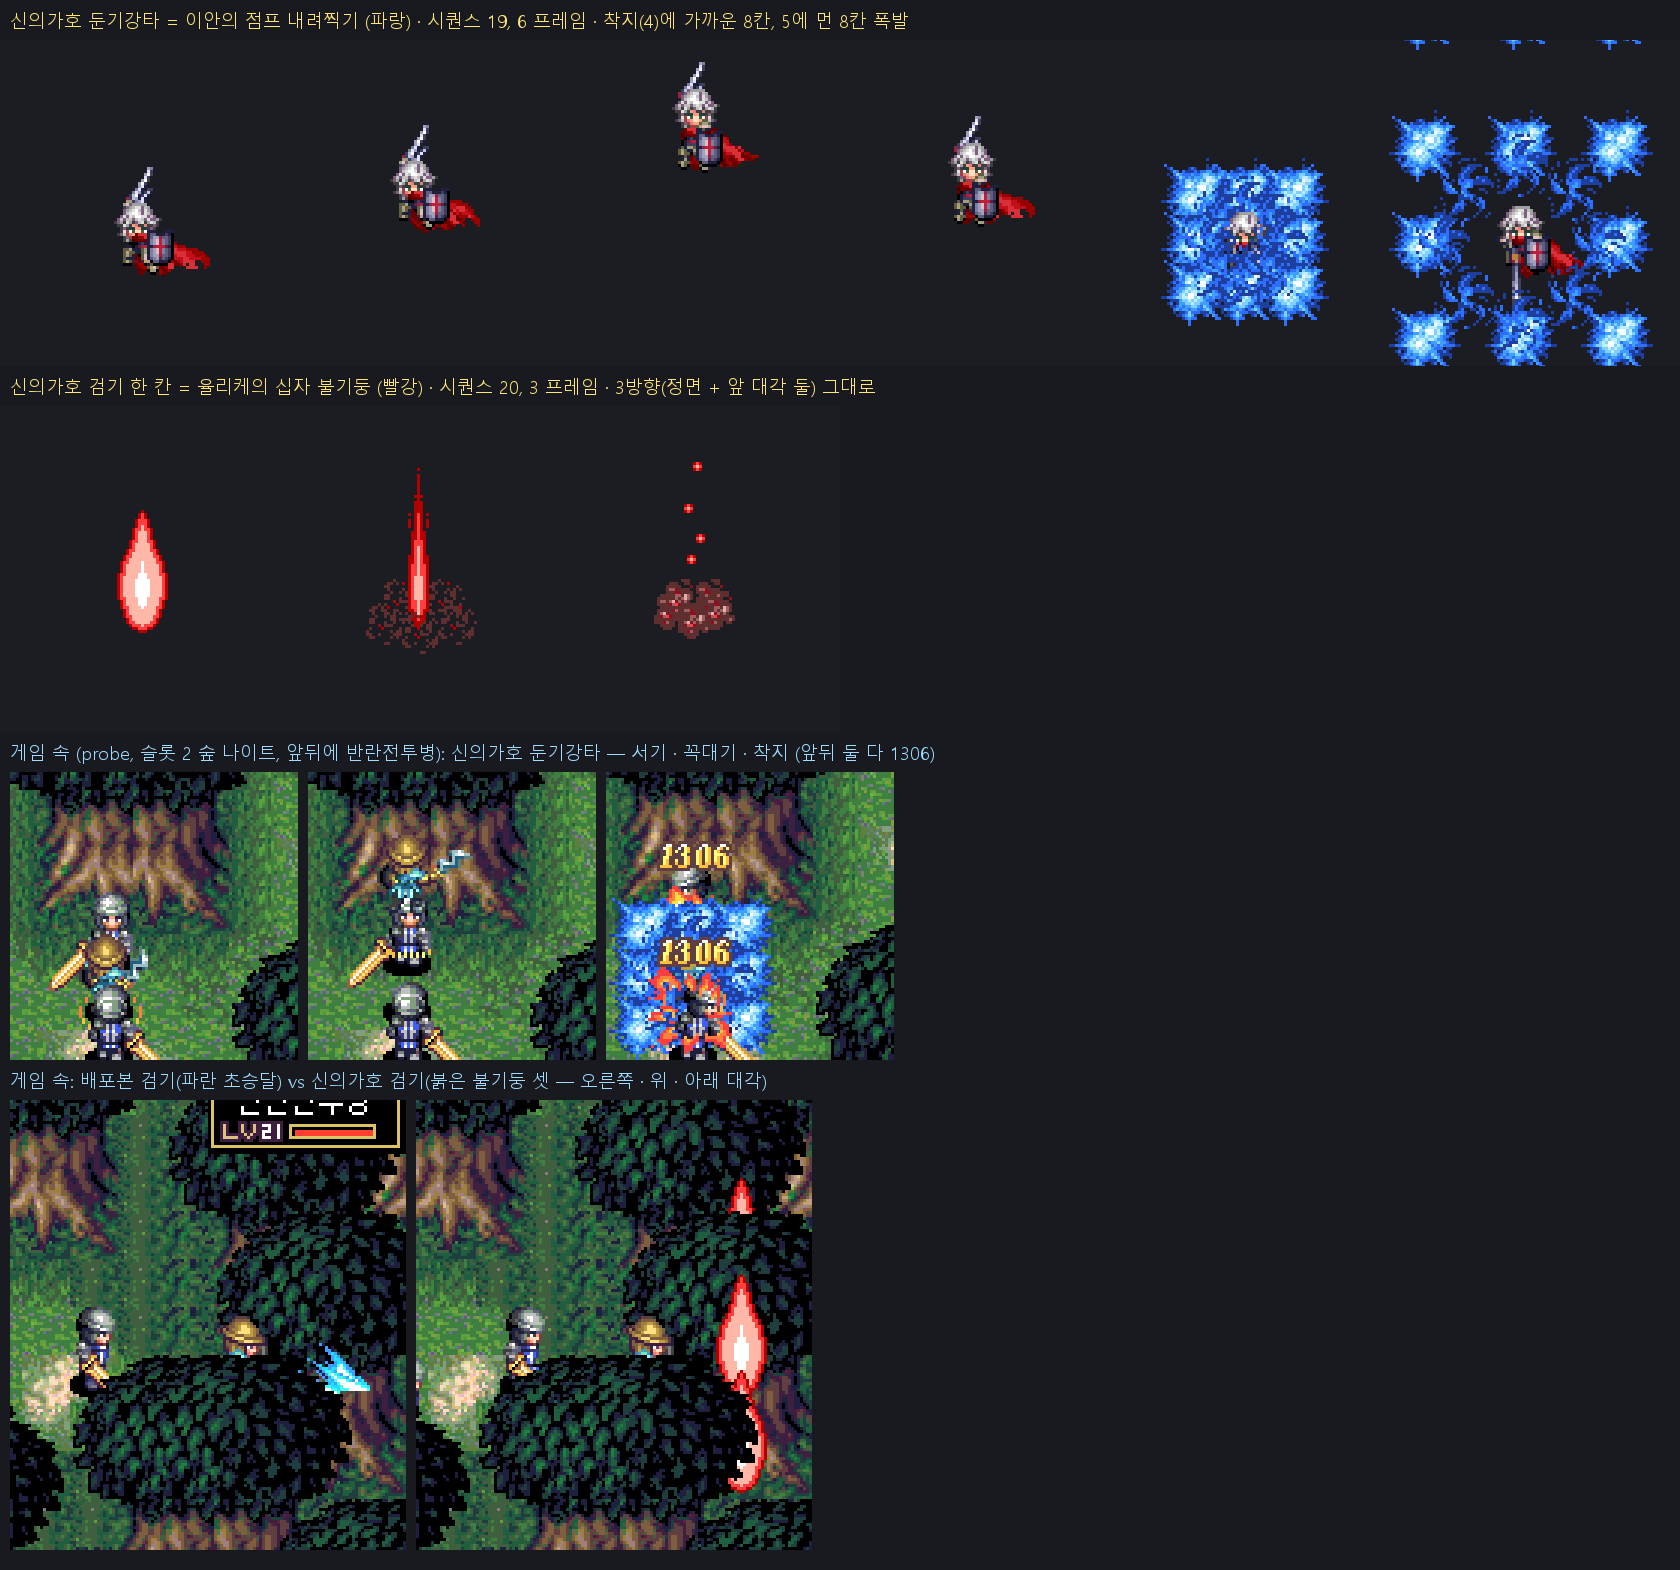 신의가호 둔기강타 = 이안의 점프 내려찍기 (파랑) · 시퀀스 19, 6 프레임 · 착지(4)에 가까운 8칸, 5에 먼 8칸 폭발
신의가호 검기 한 칸 = 율리케의 십자 불기둥 (빨강) · 시퀀스 20, 3 프레임 · 3방향(정면 + 앞 대각 둘) 그대로
게임 속 (probe, 슬롯 2 숲 나이트, 앞뒤에 반란전투병): 신의가호 둔기강타 — 서기 · 꼭대기 · 착지 (앞뒤 둘 다 1306)
1306
1306
게임 속: 배포본 검기(파란 초승달) vs 신의가호 검기(붉은 불기둥 셋 — 오른쪽 · 위 · 아래 대각)
LV21